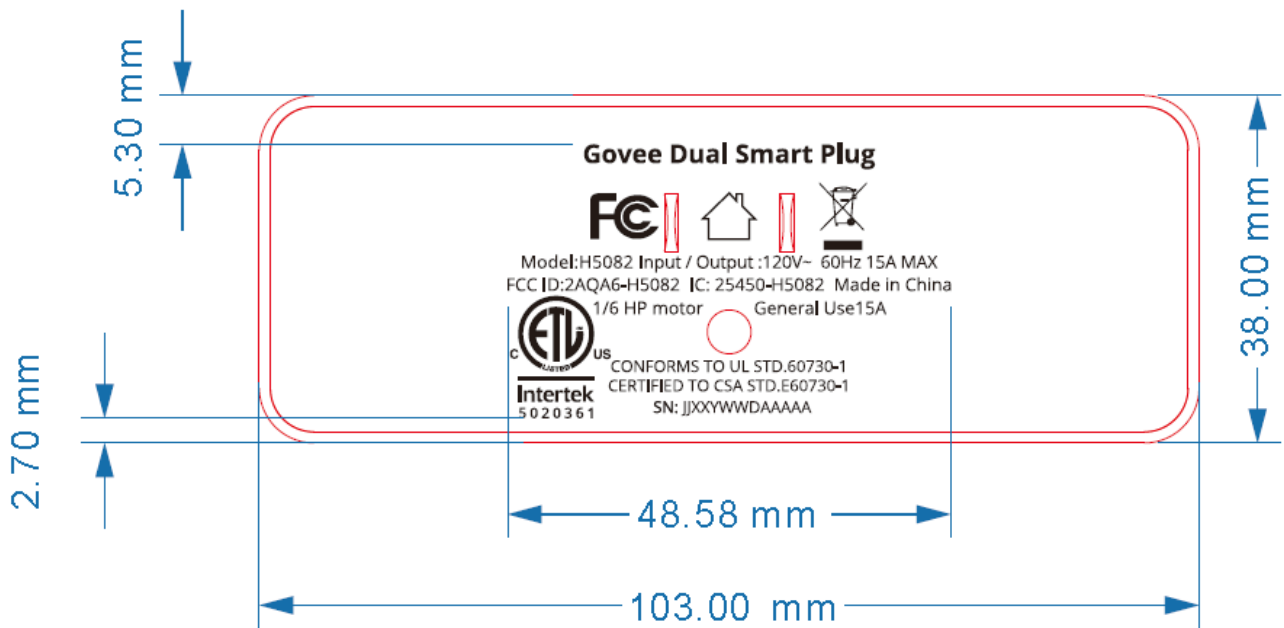 5.30 mm
Govee Dual Smart Plug
FC
Model:H5082 Input / Output :120V~ 60Hz 15A MAX
FCC ID:2AQA6-H5082 IC: 25450-H5082 Made in China
1/6 HP motor General Use15A
ETL
LISTED
C US
CONFORMS TO UL STD.60730-1
CERTIFIED TO CSA STD.E60730-1
Intertek
5020361
SN: JJXXYWWDAAAAA
38.00 mm
2.70 mm
48.58 mm
103.00 mm